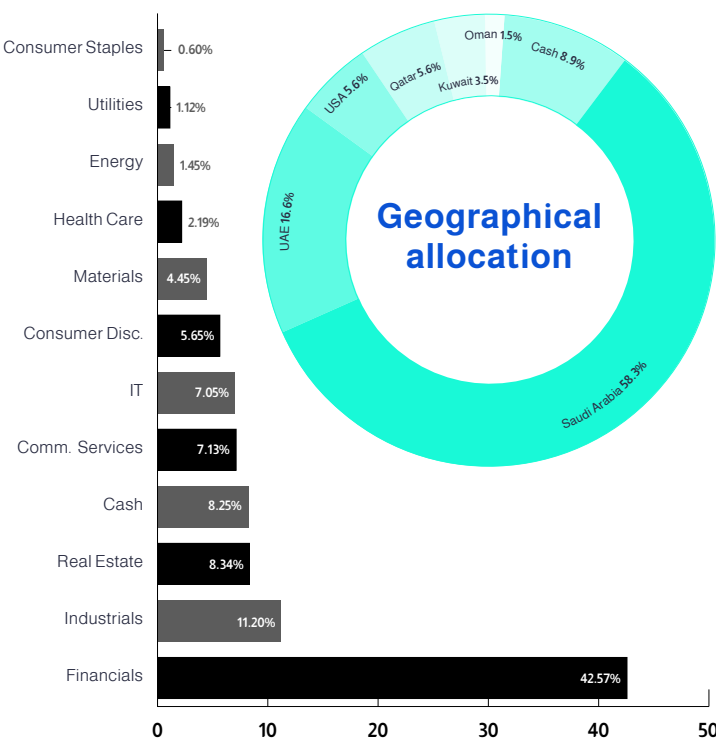 Consumer Staples 0.60%
Utilities 1.12%
Energy 1.45%
Health Care 2.19%
Materials 4.45%
Consumer Disc. 5.65%
IT 7.05%
Comm. Services 7.13%
Cash 8.25%
Real Estate 8.34%
Industrials 11.20%
Financials 42.57%
0 10 20 30 40 50
Geographical
allocation
Oman 1.5%
Cash 8.9%
Kuwait 3.5%
Qatar 5.6%
USA 5.6%
UAE 16.6%
Saudi Arabia 58.3%